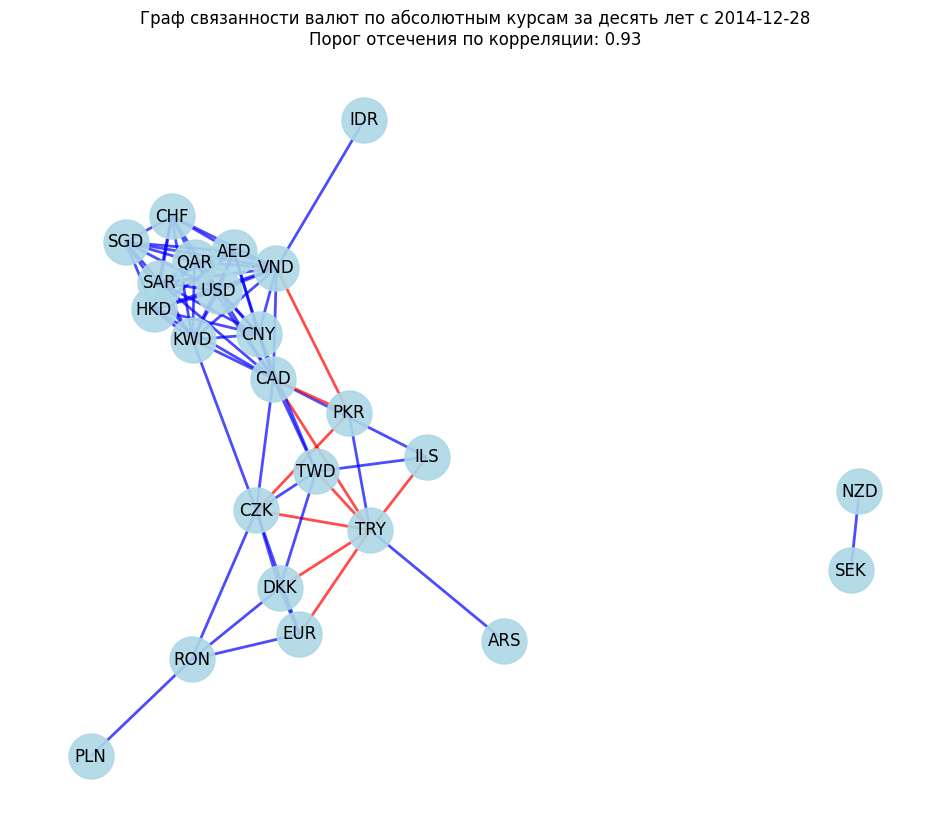 Граф связанности валют по абсолютным курсам за десять лет с 2014-12-28
Порог отсечения по корреляции: 0.93
IDR
CHF
SGD
AED
QAR
VND
SAR
USD
HKD
CNY
KWD
CAD
PKR
ILS
TWD
NZD
CZK
TRY
SEK
DKK
EUR
ARS
RON
PLN